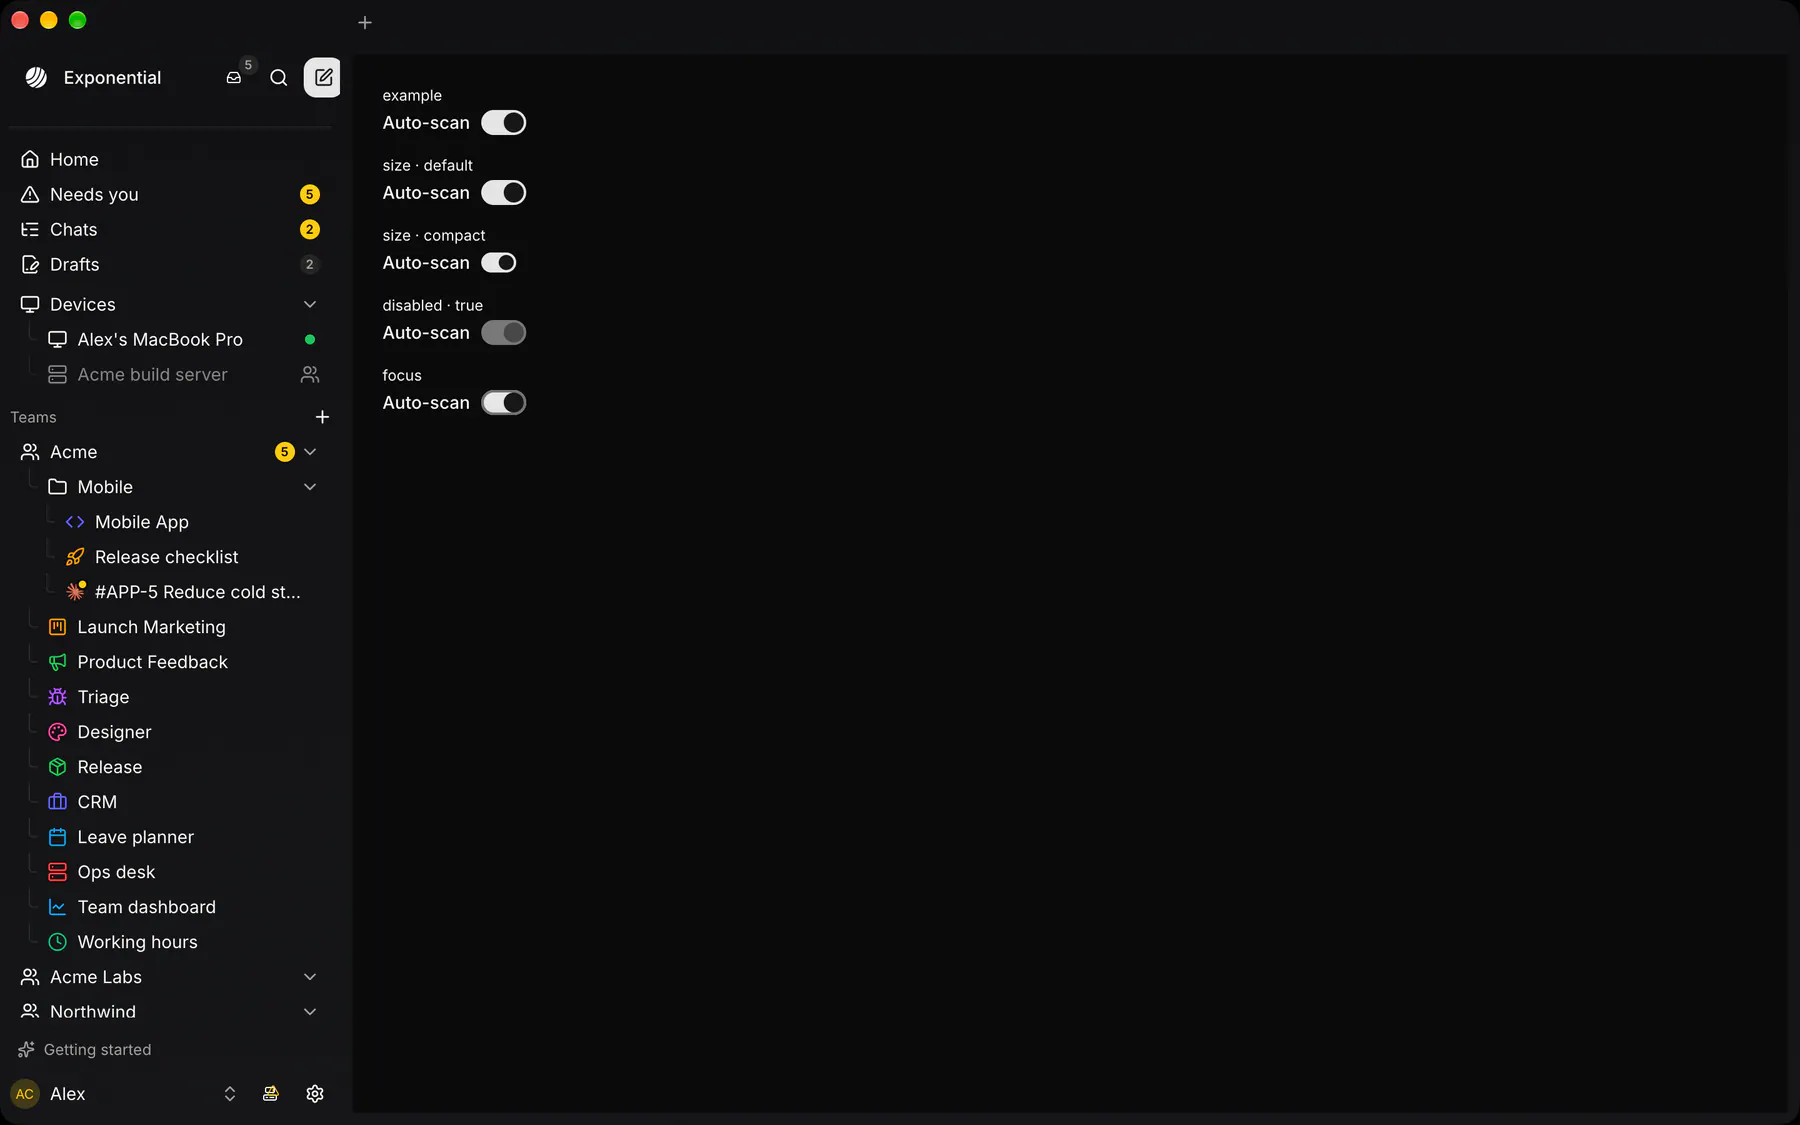 Exponential
5
Home
Needs you
5
Chats
2
Drafts
2
Devices
Alex's MacBook Pro
Acme build server
Teams
Acme
5
Mobile
Mobile App
Release checklist
#APP-5 Reduce cold st...
Launch Marketing
Product Feedback
Triage
Designer
Release
CRM
Leave planner
Ops desk
Team dashboard
Working hours
Acme Labs
Northwind
Getting started
AC
Alex
example
Auto-scan
size · default
Auto-scan
size · compact
Auto-scan
disabled · true
Auto-scan
focus
Auto-scan